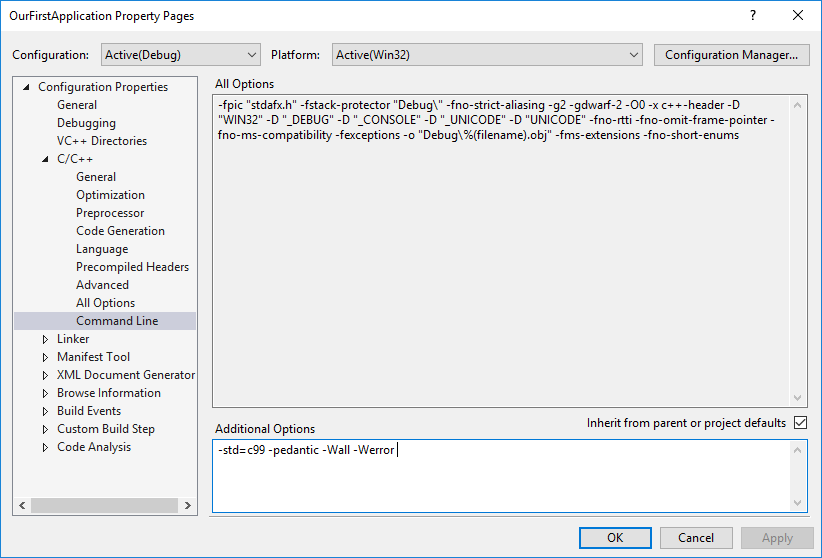 OurFirstApplication Property Pages
Configuration: Active(Debug) Platform: Active(Win32) Configuration Manager...
Configuration Properties
General
Debugging
VC++ Directories
C/C++
General
Optimization
Preprocessor
Code Generation
Language
Precompiled Headers
Advanced
All Options
Command Line
Linker
Manifest Tool
XML Document Generator
Browse Information
Build Events
Custom Build Step
Code Analysis
All Options
-fpic "stdafx.h" -fstack-protector "Debug\" -fno-strict-aliasing -g2 -gdwarf-2 -O0 -x c++-header -D
"WIN32" -D "_DEBUG" -D "_CONSOLE" -D "_UNICODE" -D "UNICODE" -fno-rtti -fno-omit-frame-pointer -
fno-ms-compatibility -fexceptions -o "Debug\%(filename).obj" -fms-extensions -fno-short-enums
Additional Options
Inherit from parent or project defaults
-std=c99 -pedantic -Wall -Werror
OK Cancel Apply